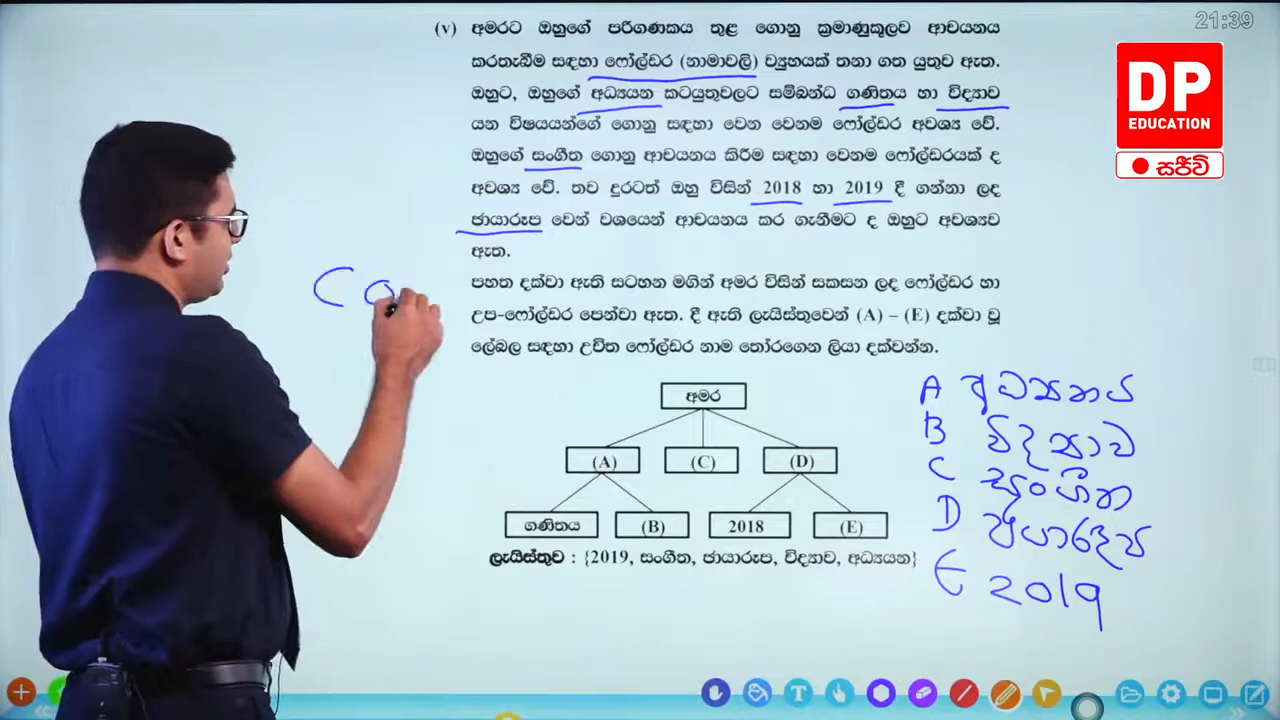 21:39
(v) අමරට ඔහුගේ පරිගණකය තුළ ගොනු ක්‍රමාණුකූලව ආචයනය
කරතැබීම සඳහා ෆෝල්ඩර (නාමාවලි) ව්‍යුහයක් තනා ගත යුතුව ඇත.
ඔහුට, ඔහුගේ අධ්‍යයන කටයුතුවලට සම්බන්ධ ගණිතය හා විද්‍යාව
යන විෂයයන්ගේ ගොනු සඳහා වෙන වෙනම ෆෝල්ඩර අවශ්‍ය වේ.
ඔහුගේ සංගීත ගොනු ආචයනය කිරීම සඳහා වෙනම ෆෝල්ඩරයක් ද
අවශ්‍ය වේ. තව දුරටත් ඔහු විසින් 2018 හා 2019 දී ගන්නා ලද
ඡායාරූප වෙන් වශයෙන් ආචයනය කර ගැනීමට ද ඔහුට අවශ්‍යව
ඇත.
පහත දක්වා ඇති සටහන මගින් අමර විසින් සකසන ලද ෆෝල්ඩර හා
උප-ෆෝල්ඩර පෙන්වා ඇත. දී ඇති ලැයිස්තුවෙන් (A) – (E) දක්වා වූ
ලේබල සඳහා උචිත ෆෝල්ඩර නාම තෝරගෙන ලියා දක්වන්න.
අමර
(A) (C) (D)
ගණිතය (B) 2018 (E)
ලැයිස්තුව : {2019, සංගීත, ඡායාරූප, විද්‍යාව, අධ්‍යයන}
A අධ්‍යනය
B විද්‍යාව
C සංගීත
D ඡායාරූප
E 2019
DP
EDUCATION
සජීවි